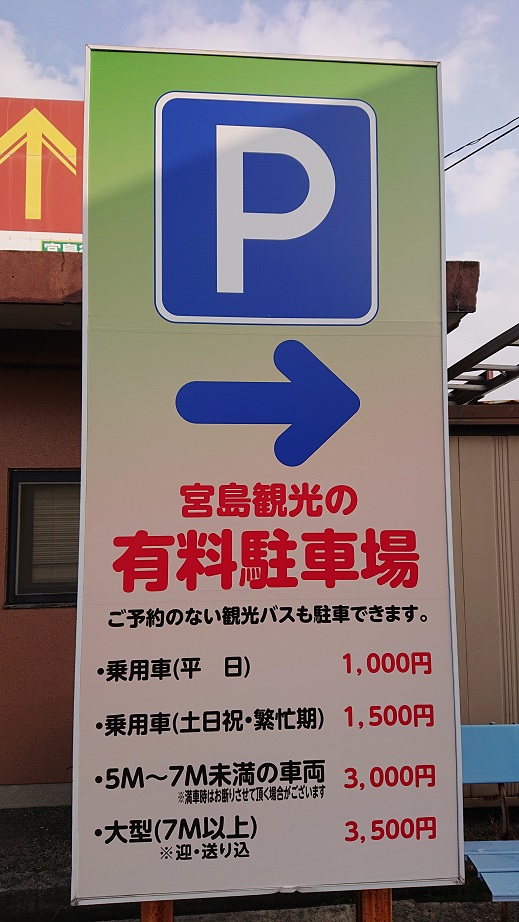 P
宮島観光の
有料駐車場
ご予約のない観光バスも駐車できます。
・乗用車(平　日) 1,000円
・乗用車(土日祝・繁忙期) 1,500円
・5M〜7M未満の車両 3,000円
※満車時はお断りさせて頂く場合がございます
・大型(7M以上) 3,500円
※迎・送り込